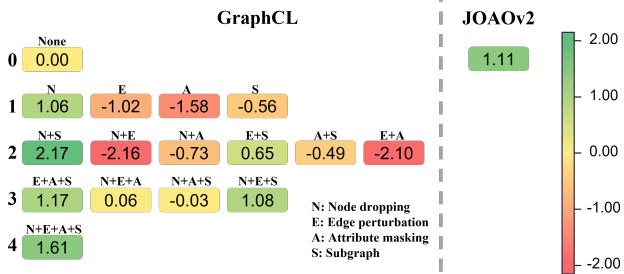 GraphCL JOAOv2
None
0 0.00 1.11
N E A S
1 1.06 -1.02 -1.58 -0.56
N+S N+E N+A E+S A+S E+A
2 2.17 -2.16 -0.73 0.65 -0.49 -2.10
E+A+S N+E+A N+A+S N+E+S
3 1.17 0.06 -0.03 1.08
N+E+A+S
4 1.61
N: Node dropping
E: Edge perturbation
A: Attribute masking
S: Subgraph
2.00
1.00
0.00
-1.00
-2.00